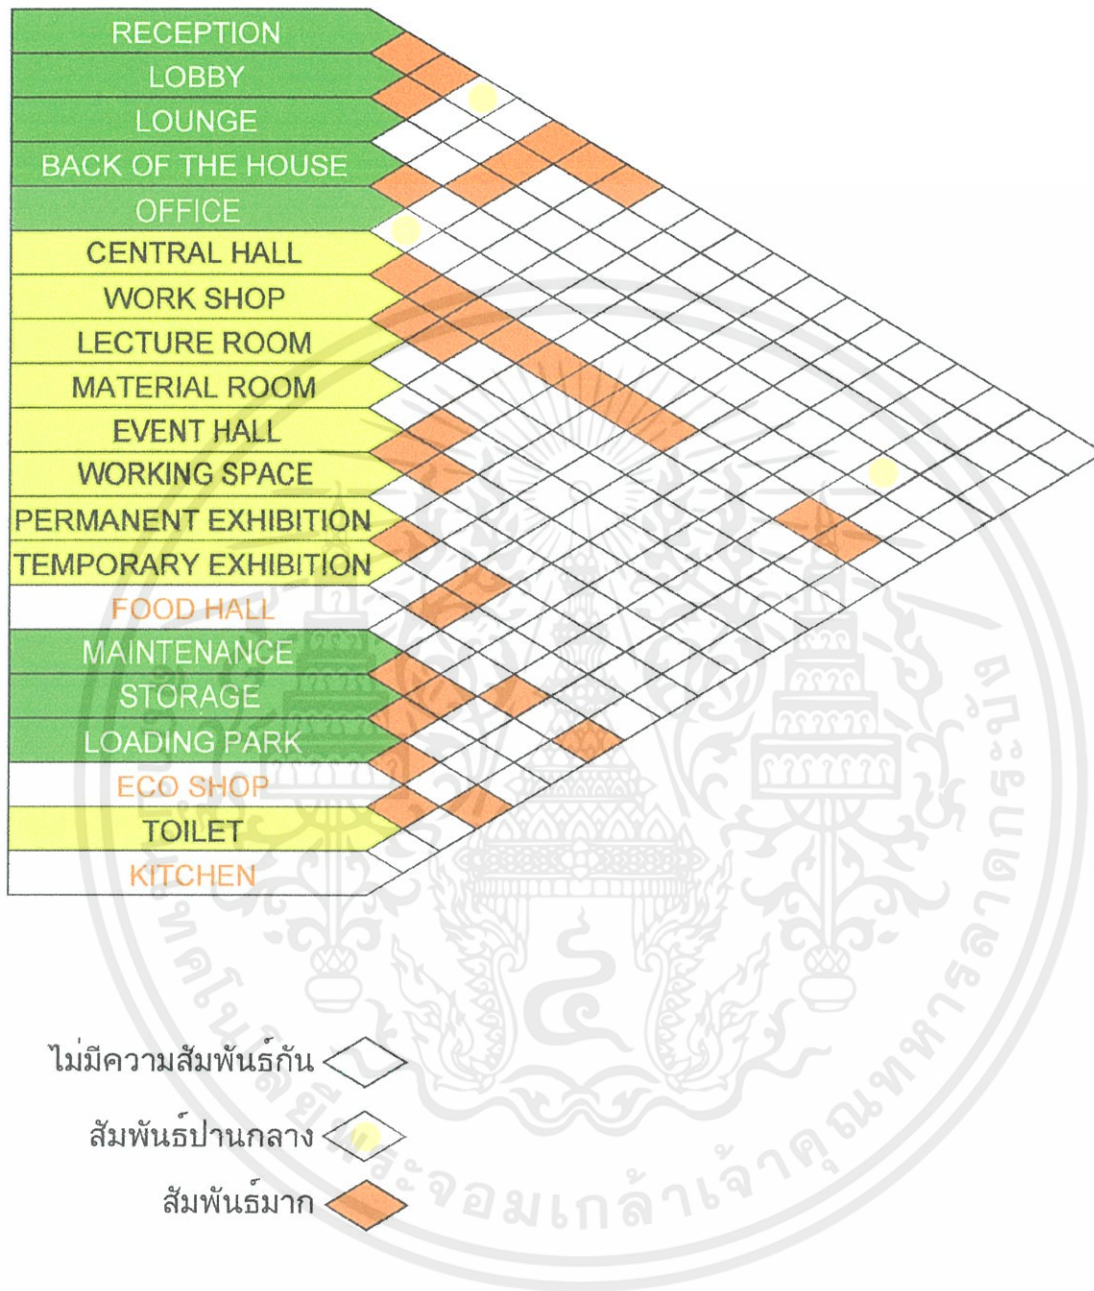 RECEPTION
LOBBY
LOUNGE
BACK OF THE HOUSE
OFFICE
CENTRAL HALL
WORK SHOP
LECTURE ROOM
MATERIAL ROOM
EVENT HALL
WORKING SPACE
PERMANENT EXHIBITION
TEMPORARY EXHIBITION
FOOD HALL
MAINTENANCE
STORAGE
LOADING PARK
ECO SHOP
TOILET
KITCHEN
ไม่มีความสัมพันธ์กัน
สัมพันธ์ปานกลาง
สัมพันธ์มาก